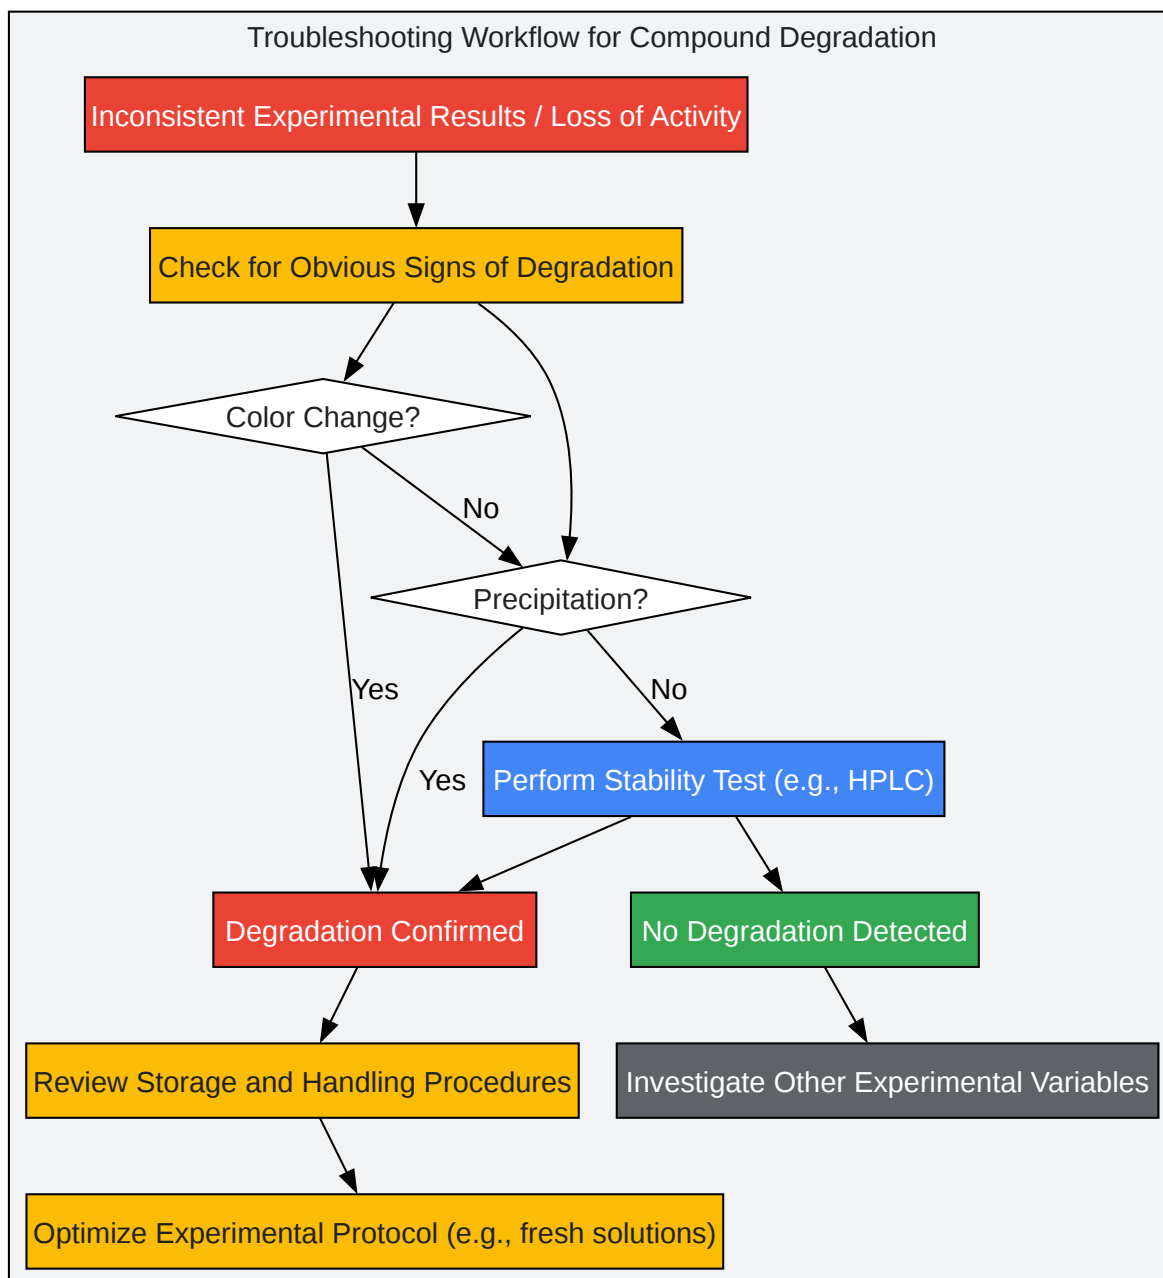 Troubleshooting Workflow for Compound Degradation
Inconsistent Experimental Results / Loss of Activity
Check for Obvious Signs of Degradation
Color Change?
No
Precipitation?
Yes
No
Yes
Perform Stability Test (e.g., HPLC)
Degradation Confirmed
No Degradation Detected
Review Storage and Handling Procedures
Investigate Other Experimental Variables
Optimize Experimental Protocol (e.g., fresh solutions)